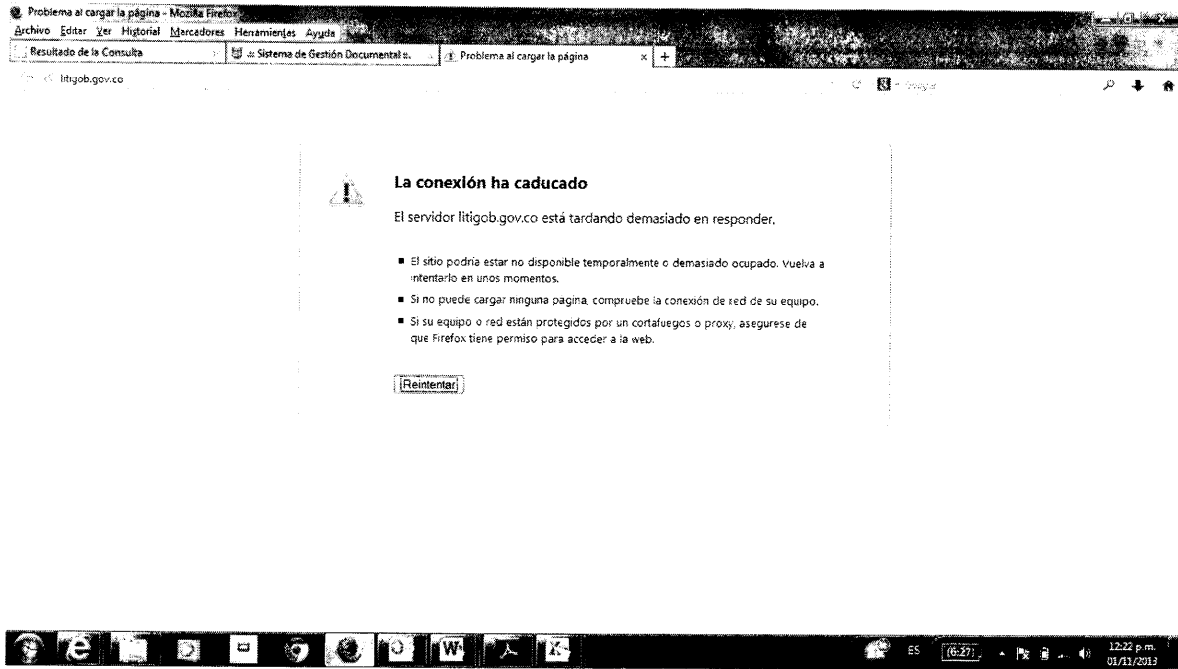 Problema al cargar la página - Mozilla Firefox
Archivo Editar Ver Historial Marcadores Herramientas Ayuda
Resultado de la Consulta
.:: Sistema de Gestión Documental ::.
Problema al cargar la página × +
litigob.gov.co
La conexión ha caducado
El servidor litigob.gov.co está tardando demasiado en responder.
■ El sitio podría estar no disponible temporalmente o demasiado ocupado. Vuelva a
intentarlo en unos momentos.
■ Si no puede cargar ninguna pagina, compruebe la conexión de red de su equipo.
■ Si su equipo o red están protegidos por un cortafuegos o proxy, asegurese de
que Firefox tiene permiso para acceder a la web.
Reintentar
ES (6:27) 12:22 p.m.
01/11/2013